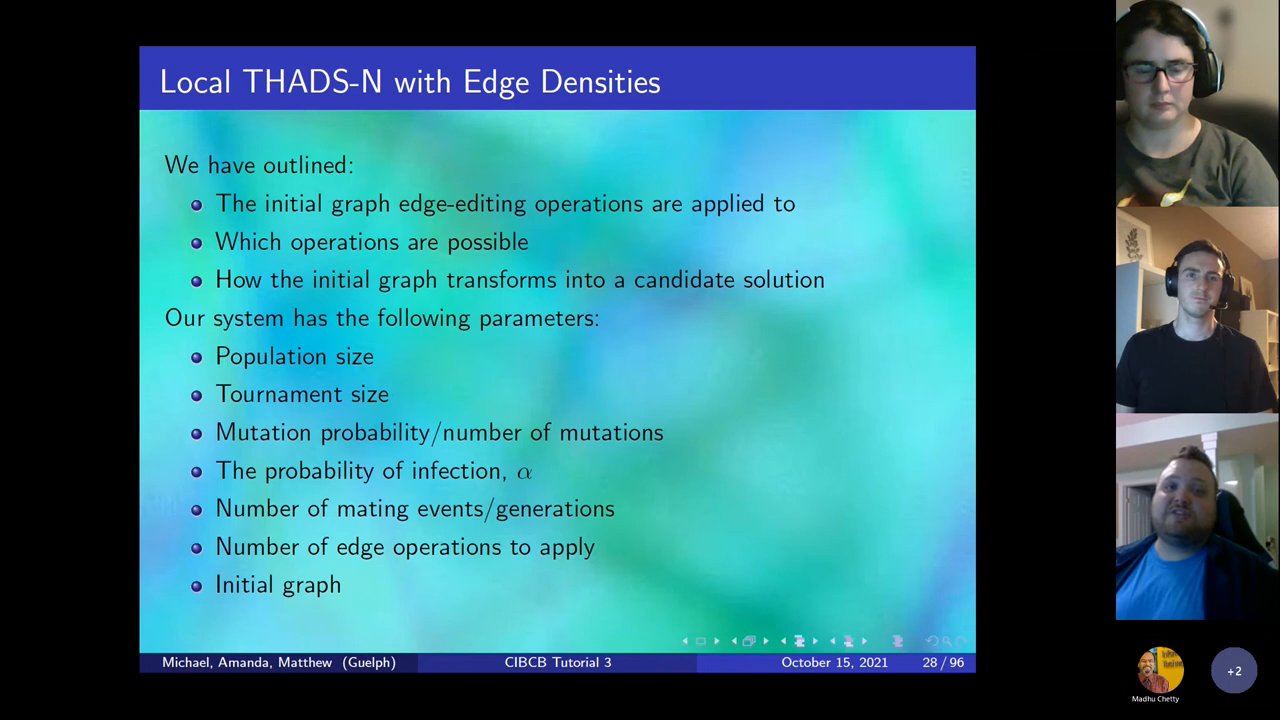 Local THADS-N with Edge Densities
We have outlined:
The initial graph edge-editing operations are applied to
Which operations are possible
How the initial graph transforms into a candidate solution
Our system has the following parameters:
Population size
Tournament size
Mutation probability/number of mutations
The probability of infection, α
Number of mating events/generations
Number of edge operations to apply
Initial graph
Michael, Amanda, Matthew (Guelph) CIBCB Tutorial 3 October 15, 2021 28 / 96
Madhu Chetty
+2